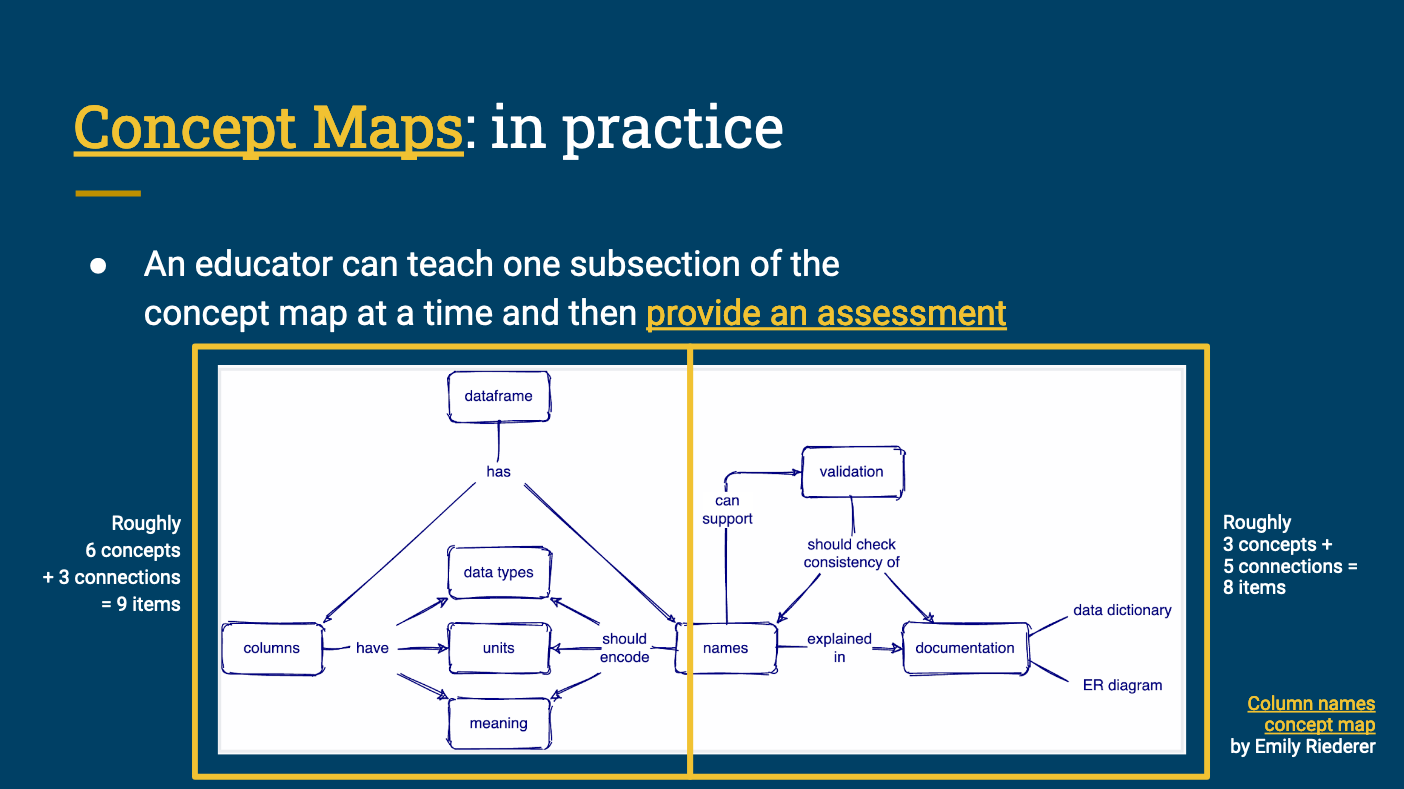 Concept Maps: in practice
● An educator can teach one subsection of the
concept map at a time and then provide an assessment
Roughly
6 concepts
+ 3 connections
= 9 items
dataframe
has
data types
columns
have
units
should
encode
meaning
names
can
support
validation
should check
consistency of
explained
in
documentation
data dictionary
ER diagram
Roughly
3 concepts +
5 connections =
8 items
Column names
concept map
by Emily Riederer